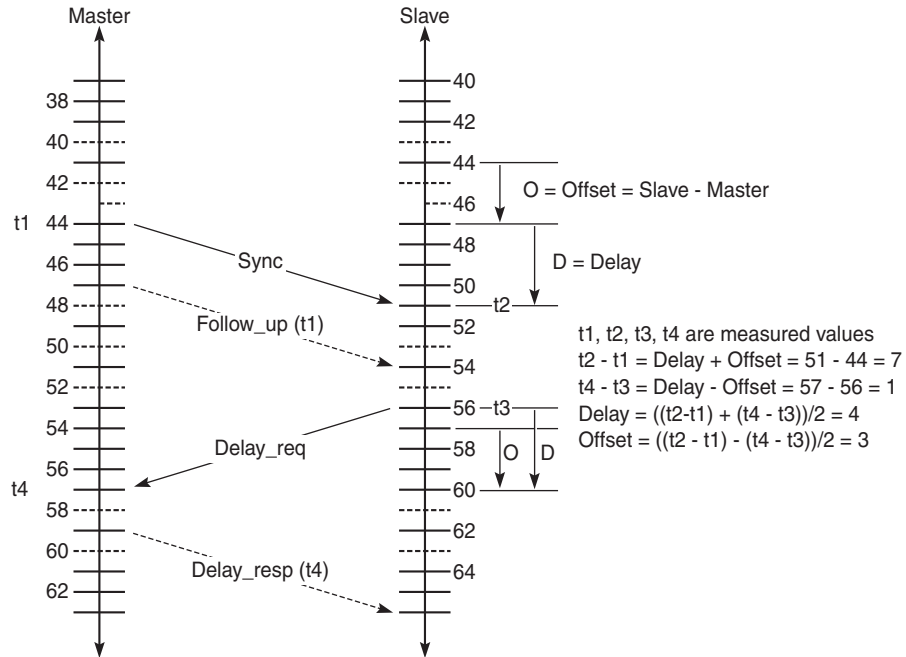 Master
Slave
38
40
42
t1 44
46
48
50
52
54
56
t4
58
60
62
Sync
Follow_up (t1)
Delay_req
Delay_resp (t4)
40
42
44
46
48
50
t2
52
54
56 t3
58
60
62
64
O = Offset = Slave - Master
D = Delay
O D
t1, t2, t3, t4 are measured values
t2 - t1 = Delay + Offset = 51 - 44 = 7
t4 - t3 = Delay - Offset = 57 - 56 = 1
Delay = ((t2-t1) + (t4 - t3))/2 = 4
Offset = ((t2 - t1) - (t4 - t3))/2 = 3